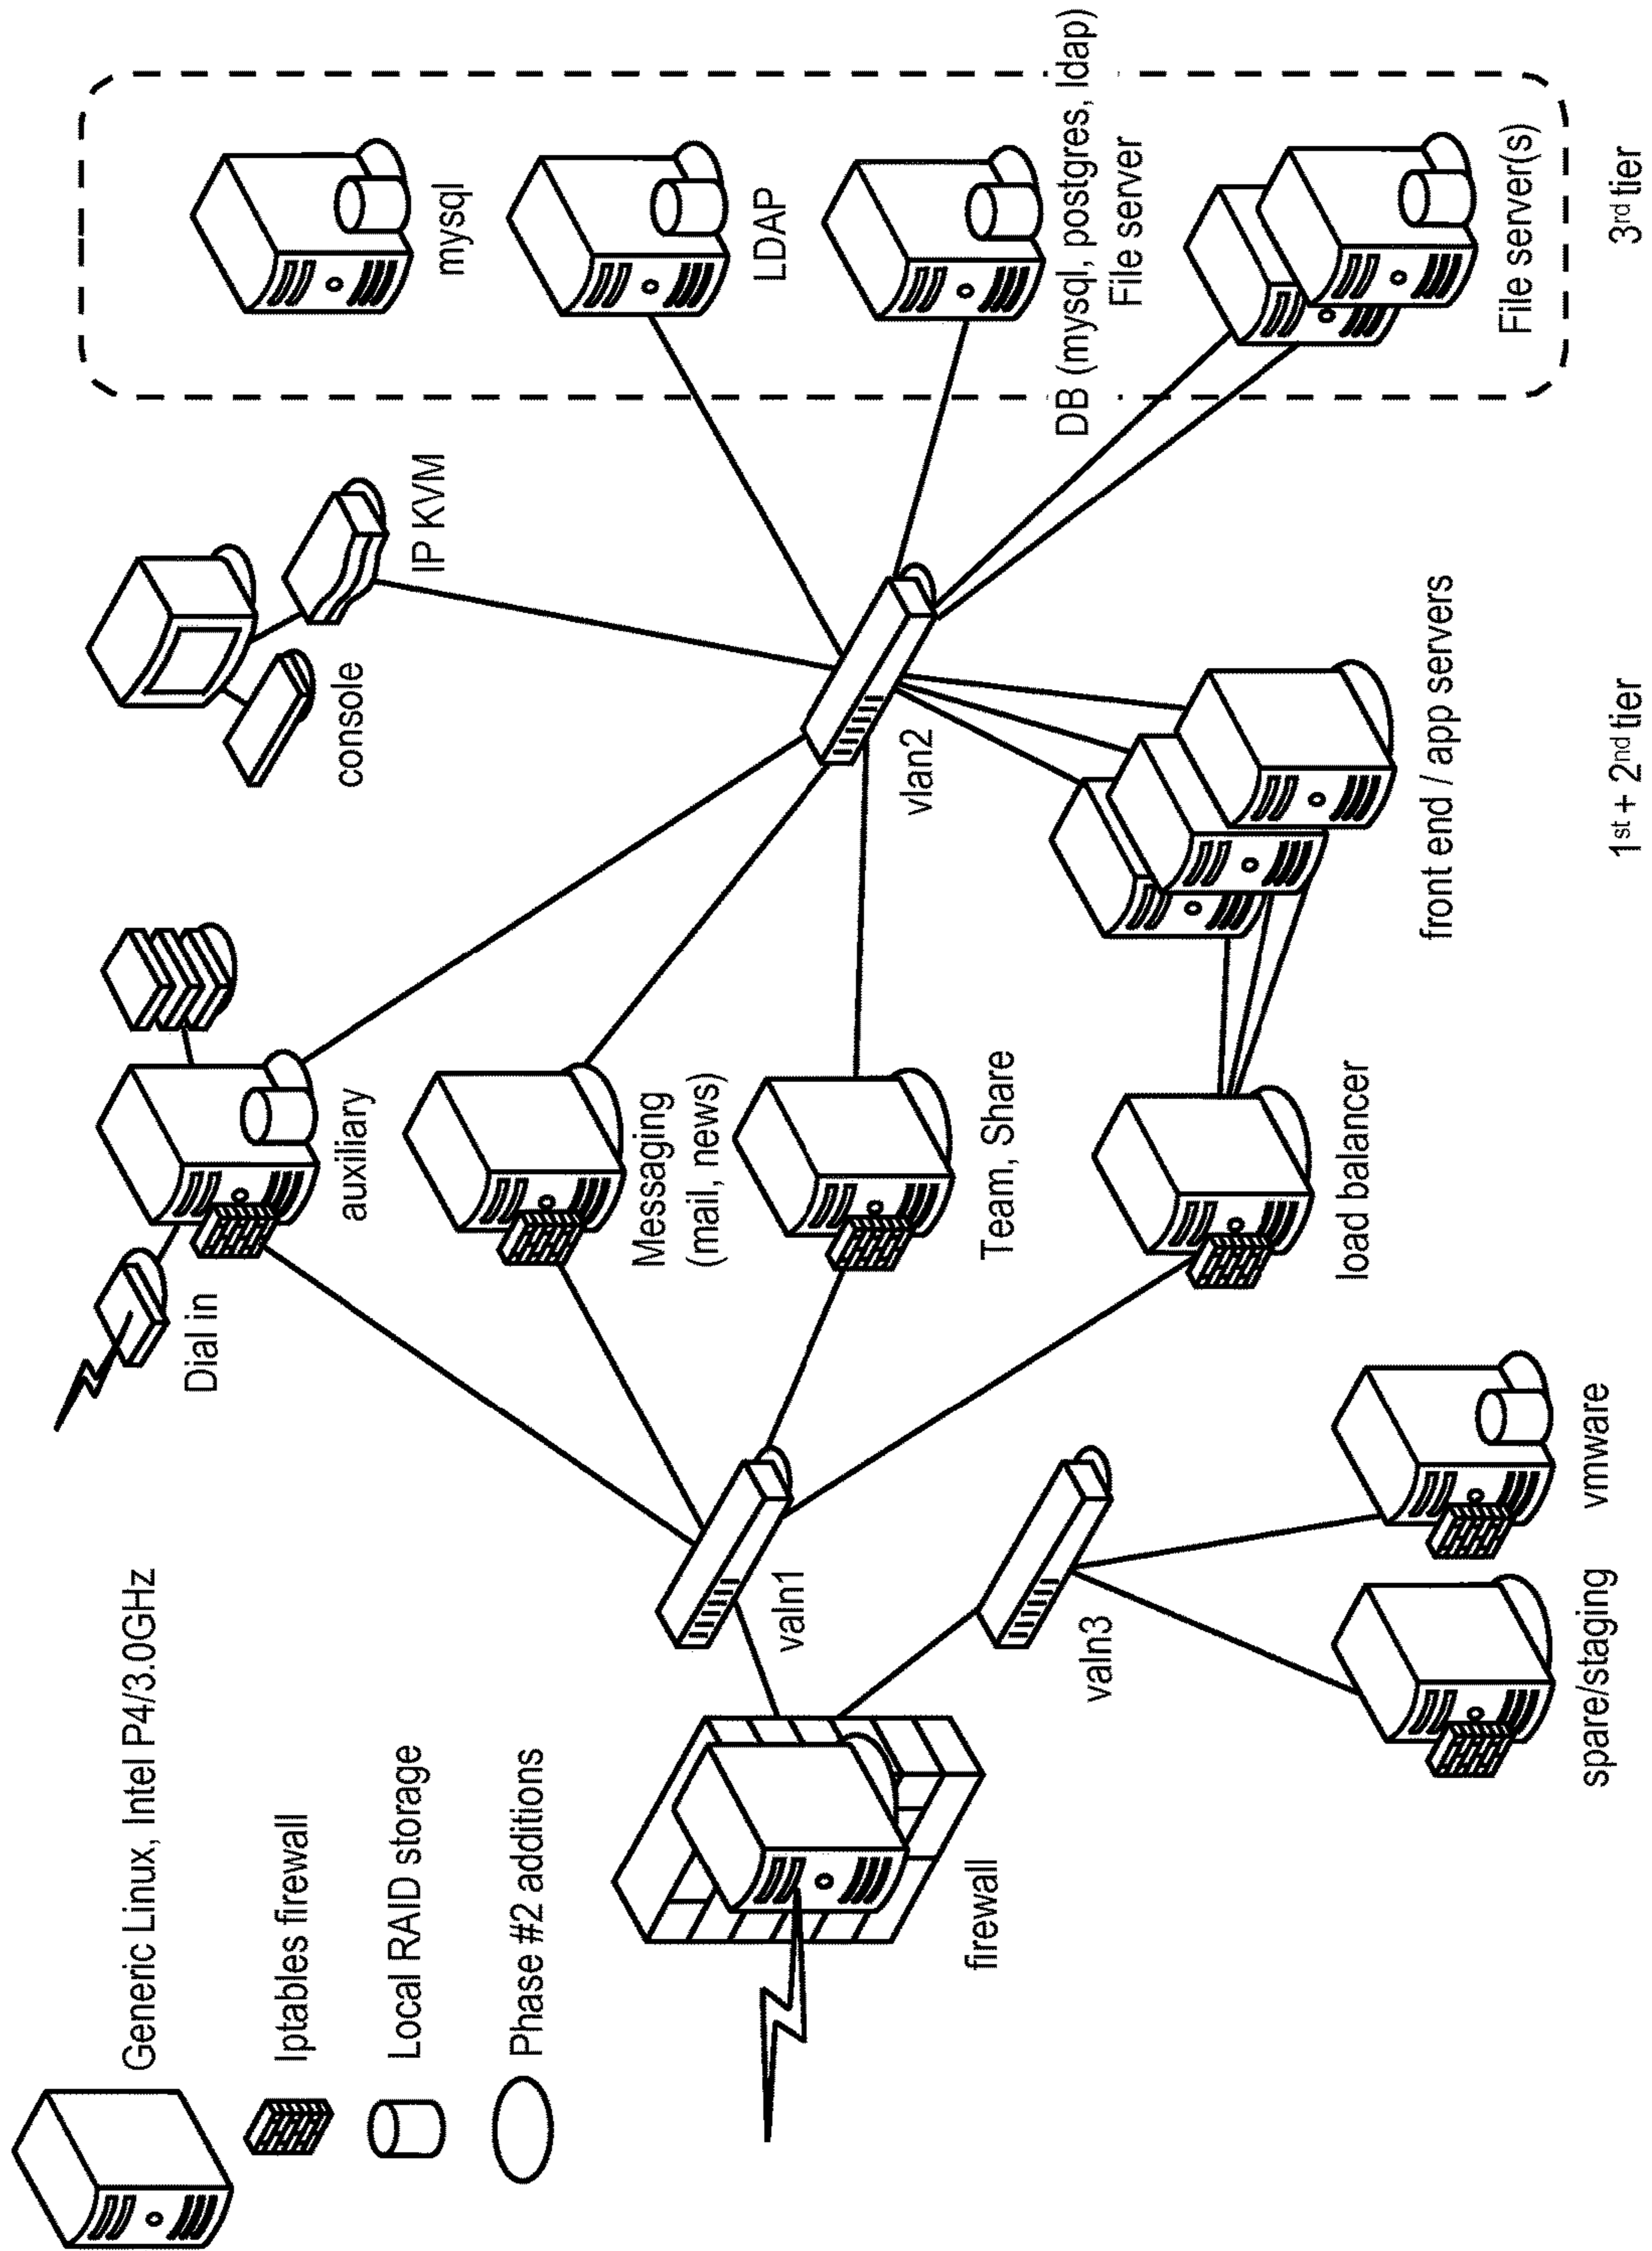 Generic Linux, Intel P4/3.0GHz
Iptables firewall
Local RAID storage
Phase #2 additions
firewall
valn1
valn3
spare/staging
vmware
Dial in
auxiliary
Messaging
(mail, news)
Team, Share
load balancer
console
IP KVM
vlan2
front end / app servers
1st + 2nd tier
mysql
LDAP
DB (mysql, postgres, ldap)
File server
File server(s)
3rd tier